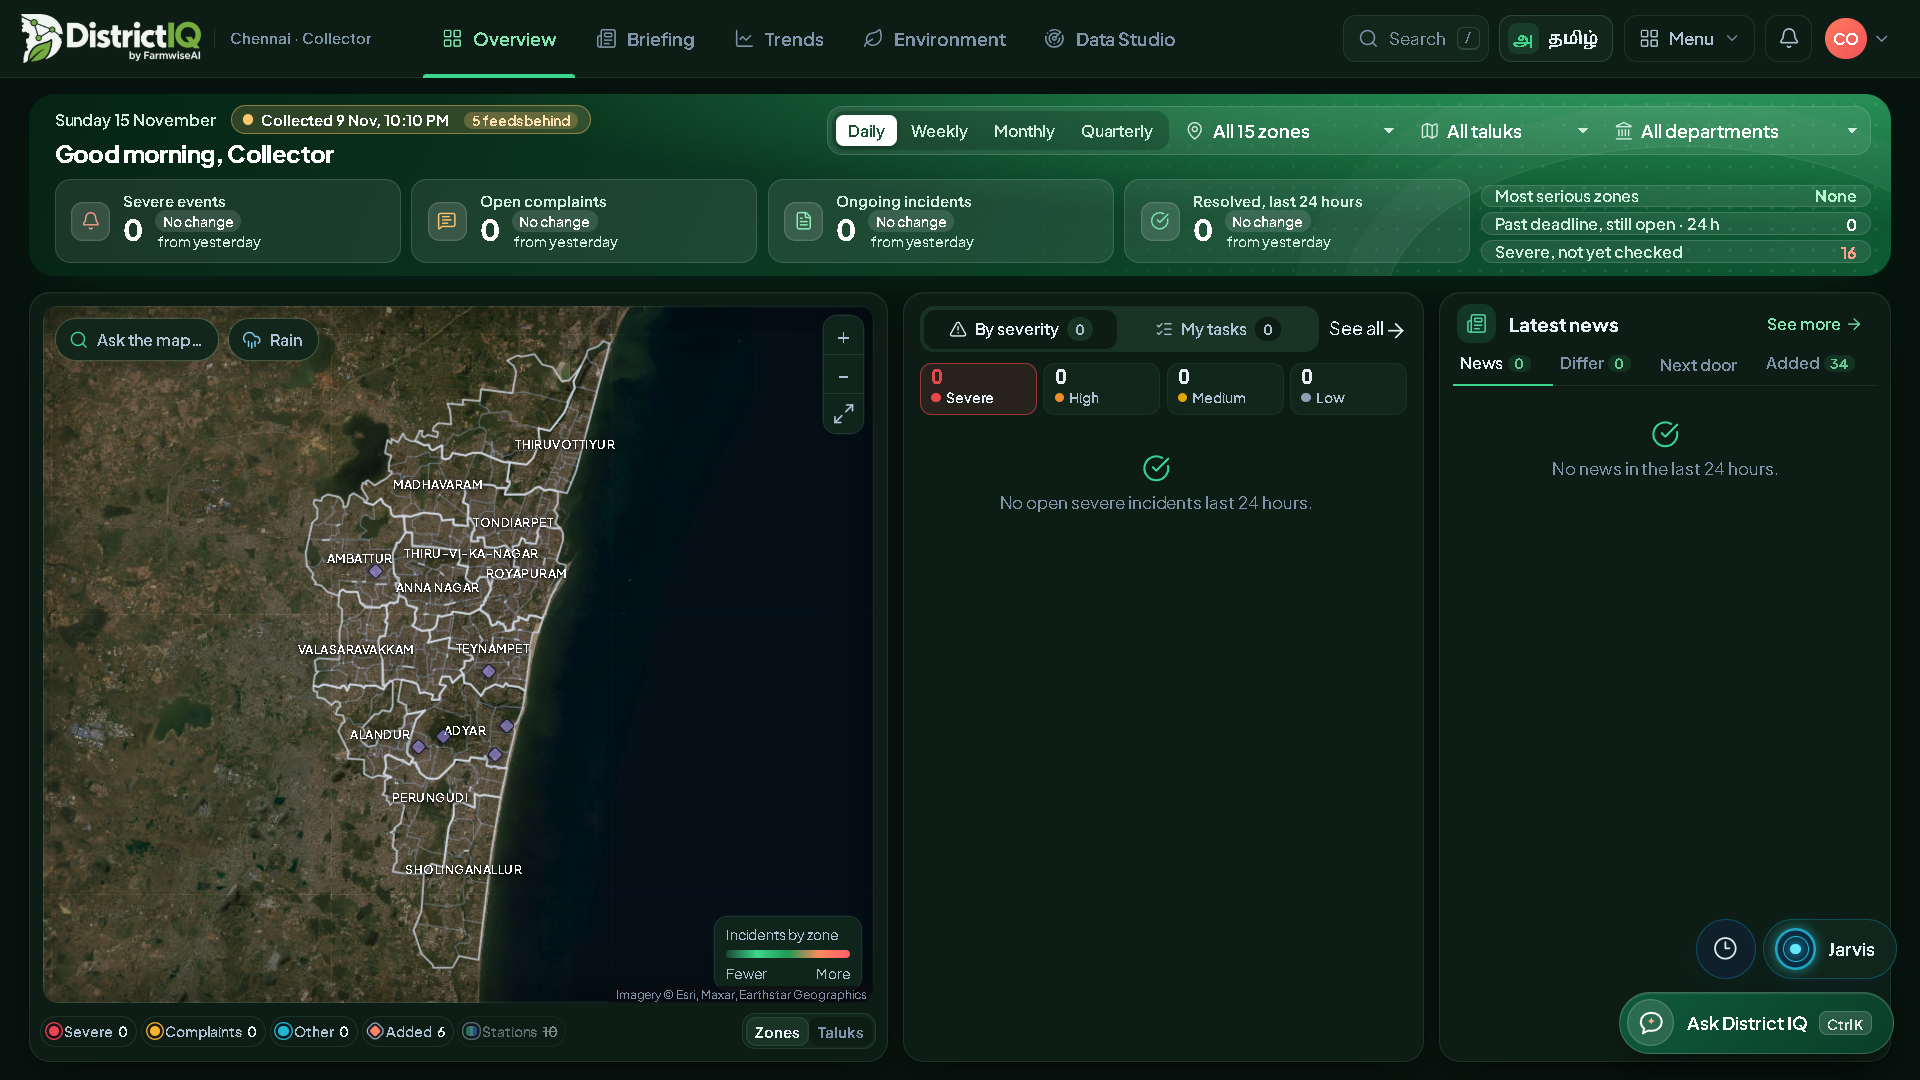 DistrictIQ
by FarmwiseAI
Chennai · Collector
Overview
Briefing
Trends
Environment
Data Studio
Search /
அ தமிழ்
Menu
CO
Sunday 15 November
Collected 9 Nov, 10:10 PM 5 feeds behind
Good morning, Collector
Daily Weekly Monthly Quarterly
All 15 zones
All taluks
All departments
Severe events
0 No change
from yesterday
Open complaints
0 No change
from yesterday
Ongoing incidents
0 No change
from yesterday
Resolved, last 24 hours
0 No change
from yesterday
Most serious zones None
Past deadline, still open · 24 h 0
Severe, not yet checked 16
Ask the map...
Rain
+
−
THIRUVOTTIYUR
MADHAVARAM
TONDIARPET
THIRU-VI-KA-NAGAR
AMBATTUR
ROYAPURAM
ANNA NAGAR
VALASARAVAKKAM
TEYNAMPET
ADYAR
ALANDUR
PERUNGUDI
SHOLINGANALLUR
Incidents by zone
Fewer More
Imagery © Esri, Maxar, Earthstar Geographics
Severe 0
Complaints 0
Other 0
Added 6
Stations 10
Zones Taluks
By severity 0
My tasks 0
See all
0
Severe
0
High
0
Medium
0
Low
No open severe incidents last 24 hours.
Latest news
See more
News 0
Differ 0
Next door
Added 34
No news in the last 24 hours.
Jarvis
Ask District IQ Ctrl K